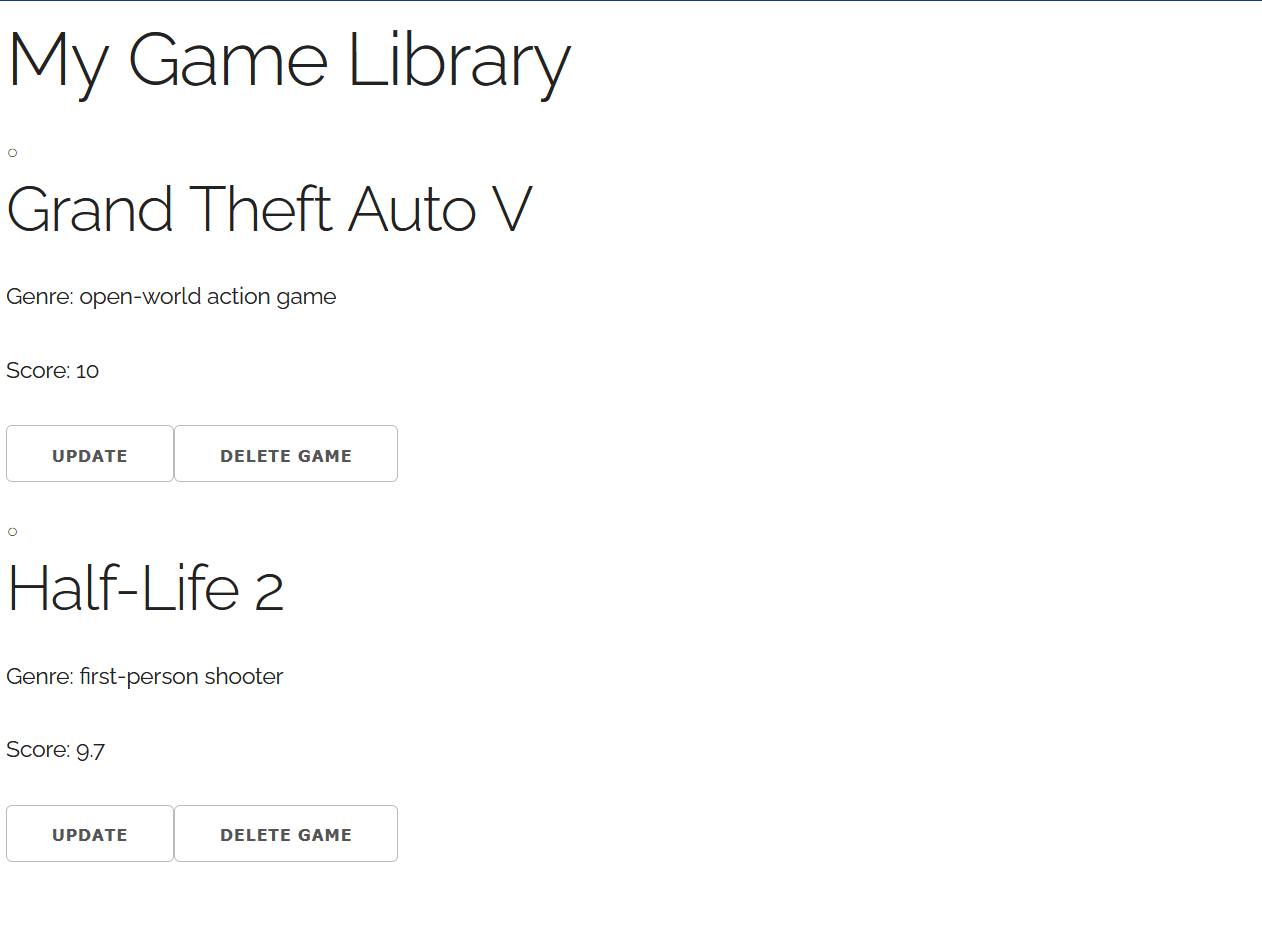 My Game Library
Grand Theft Auto V
Genre: open-world action game
Score: 10
UPDATE DELETE GAME
Half-Life 2
Genre: first-person shooter
Score: 9.7
UPDATE DELETE GAME